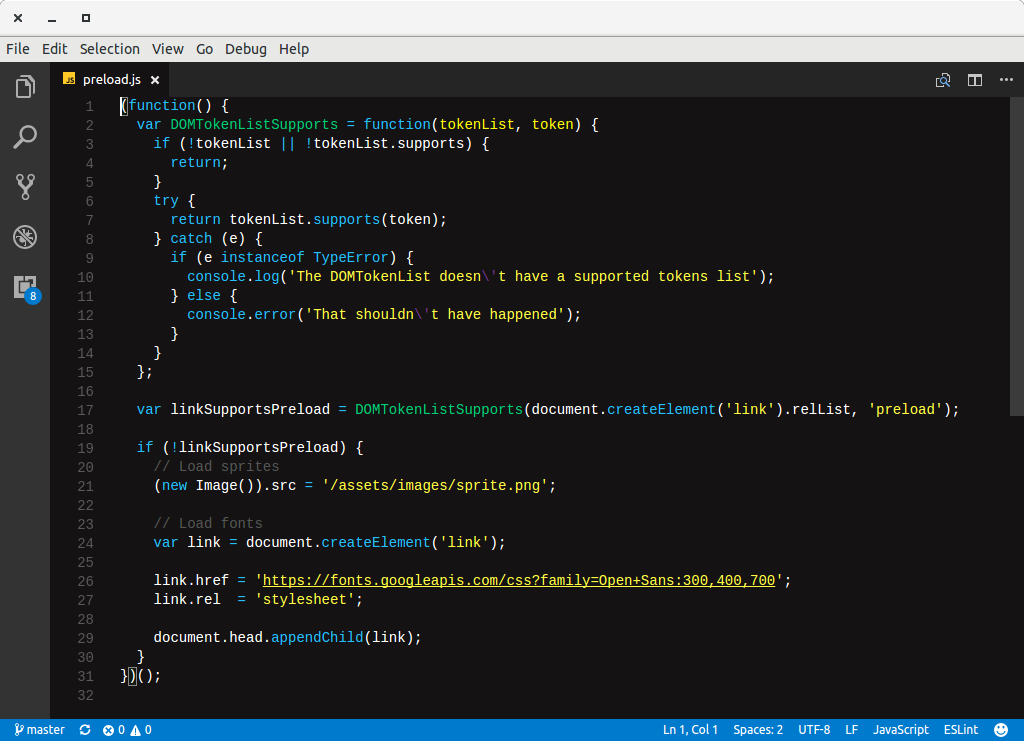 File Edit Selection View Go Debug Help
JS preload.js
1 (function() {
2   var DOMTokenListSupports = function(tokenList, token) {
3     if (!tokenList || !tokenList.supports) {
4       return;
5     }
6     try {
7       return tokenList.supports(token);
8     } catch (e) {
9       if (e instanceof TypeError) {
10         console.log('The DOMTokenList doesn\'t have a supported tokens list');
11       } else {
12         console.error('That shouldn\'t have happened');
13       }
14     }
15   };
16
17   var linkSupportsPreload = DOMTokenListSupports(document.createElement('link').relList, 'preload');
18
19   if (!linkSupportsPreload) {
20     // Load sprites
21     (new Image()).src = '/assets/images/sprite.png';
22
23     // Load fonts
24     var link = document.createElement('link');
25
26     link.href = 'https://fonts.googleapis.com/css?family=Open+Sans:300,400,700';
27     link.rel  = 'stylesheet';
28
29     document.head.appendChild(link);
30   }
31 })();
32
8
master 0 0 Ln 1, Col 1 Spaces: 2 UTF-8 LF JavaScript ESLint